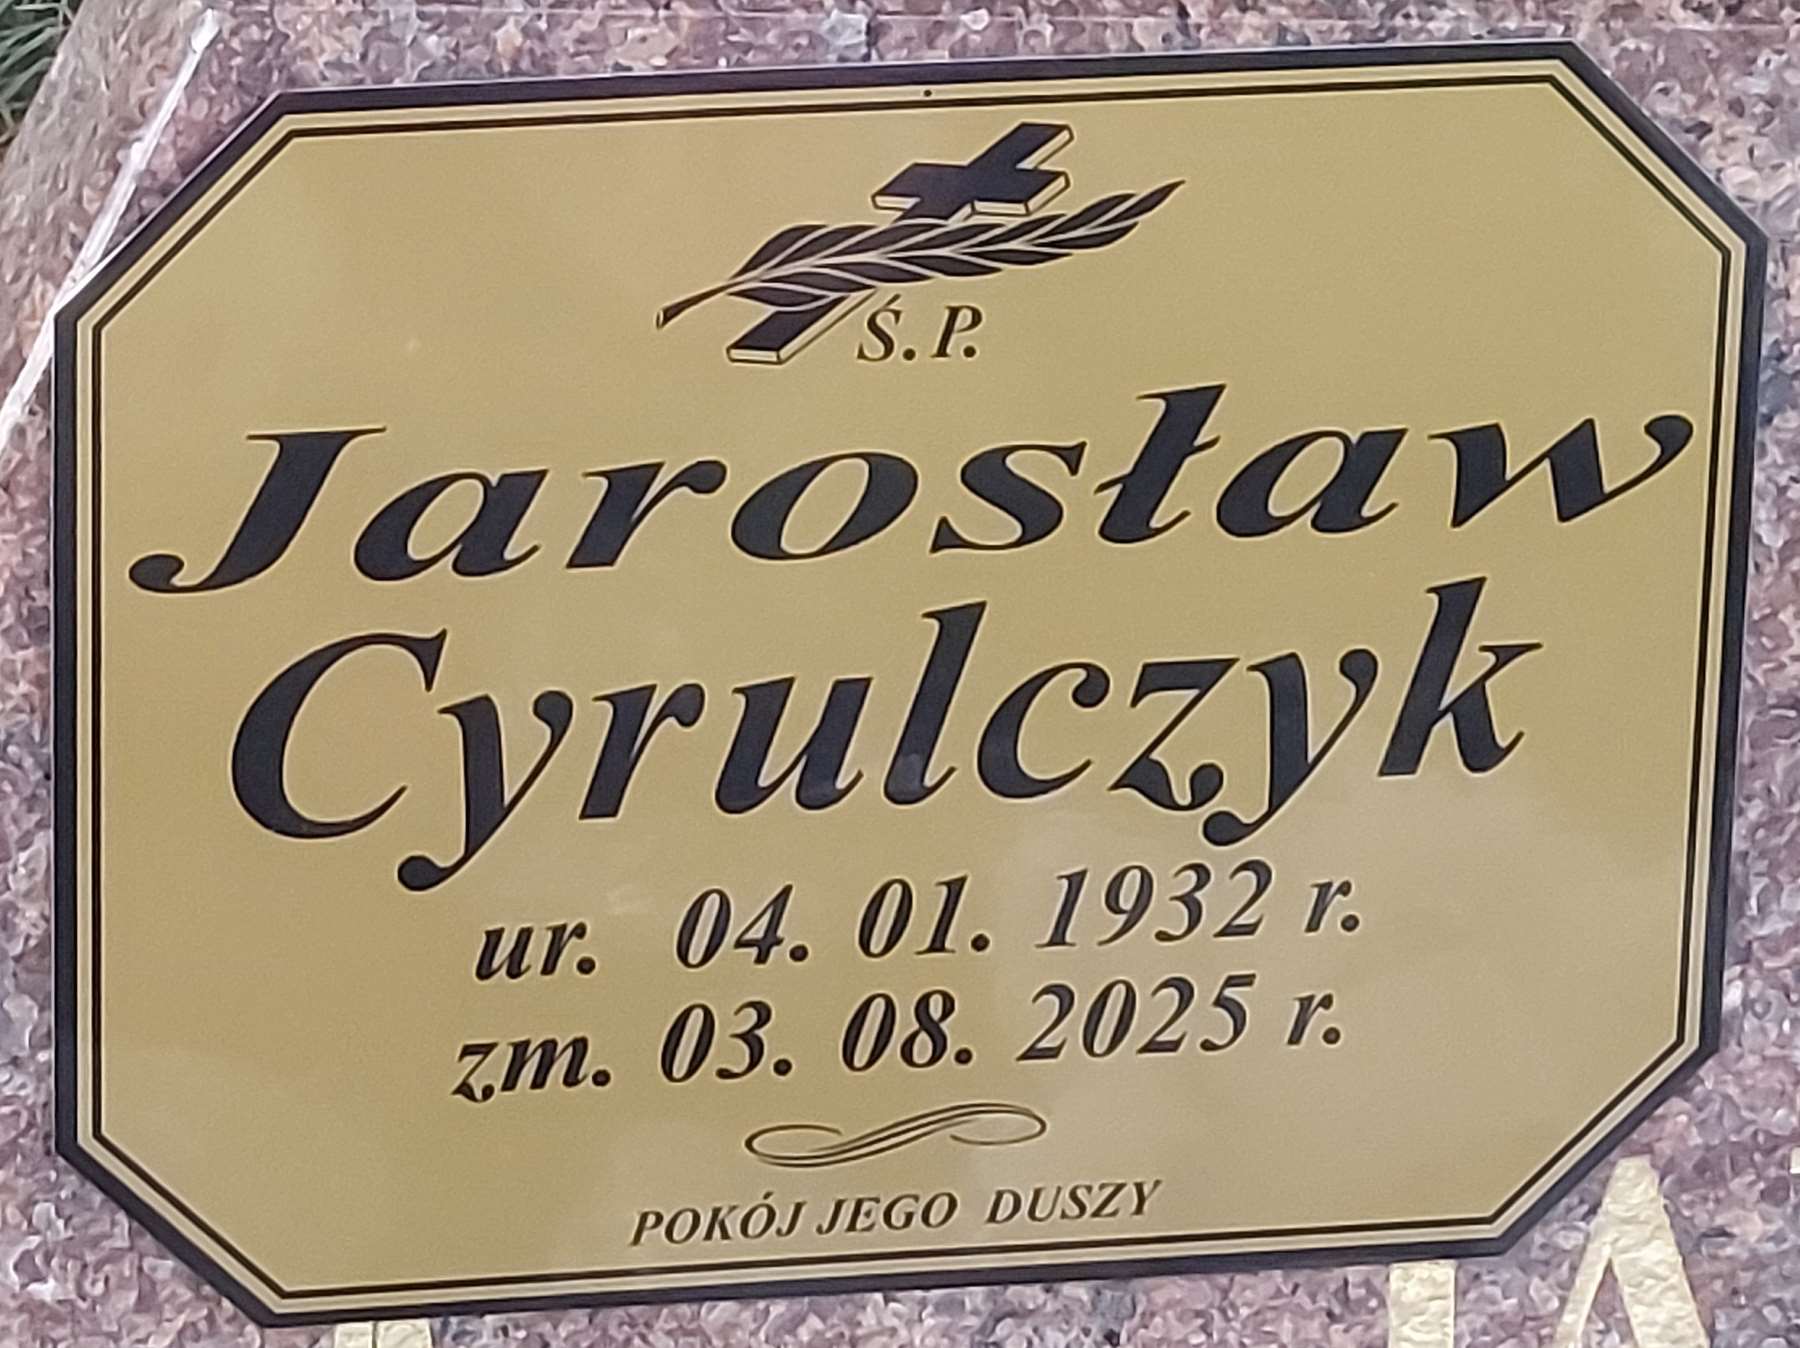 Ś. P.
Jarosław
Cyrulczyk
ur. 04. 01. 1932 r.
zm. 03. 08. 2025 r.
POKÓJ JEGO DUSZY